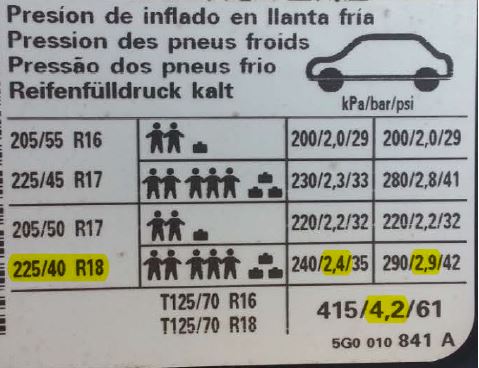 Presíon de inflado en llanta fría
Pression des pneus froids
Pressão dos pneus frio
Reifenfülldruck kalt
kPa/bar/psi
205/55 R16 200/2,0/29 200/2,0/29
225/45 R17 230/2,3/33 280/2,8/41
205/50 R17 220/2,2/32 220/2,2/32
225/40 R18 240/2,4/35 290/2,9/42
T125/70 R16
T125/70 R18
415/4,2/61
5G0 010 841 A